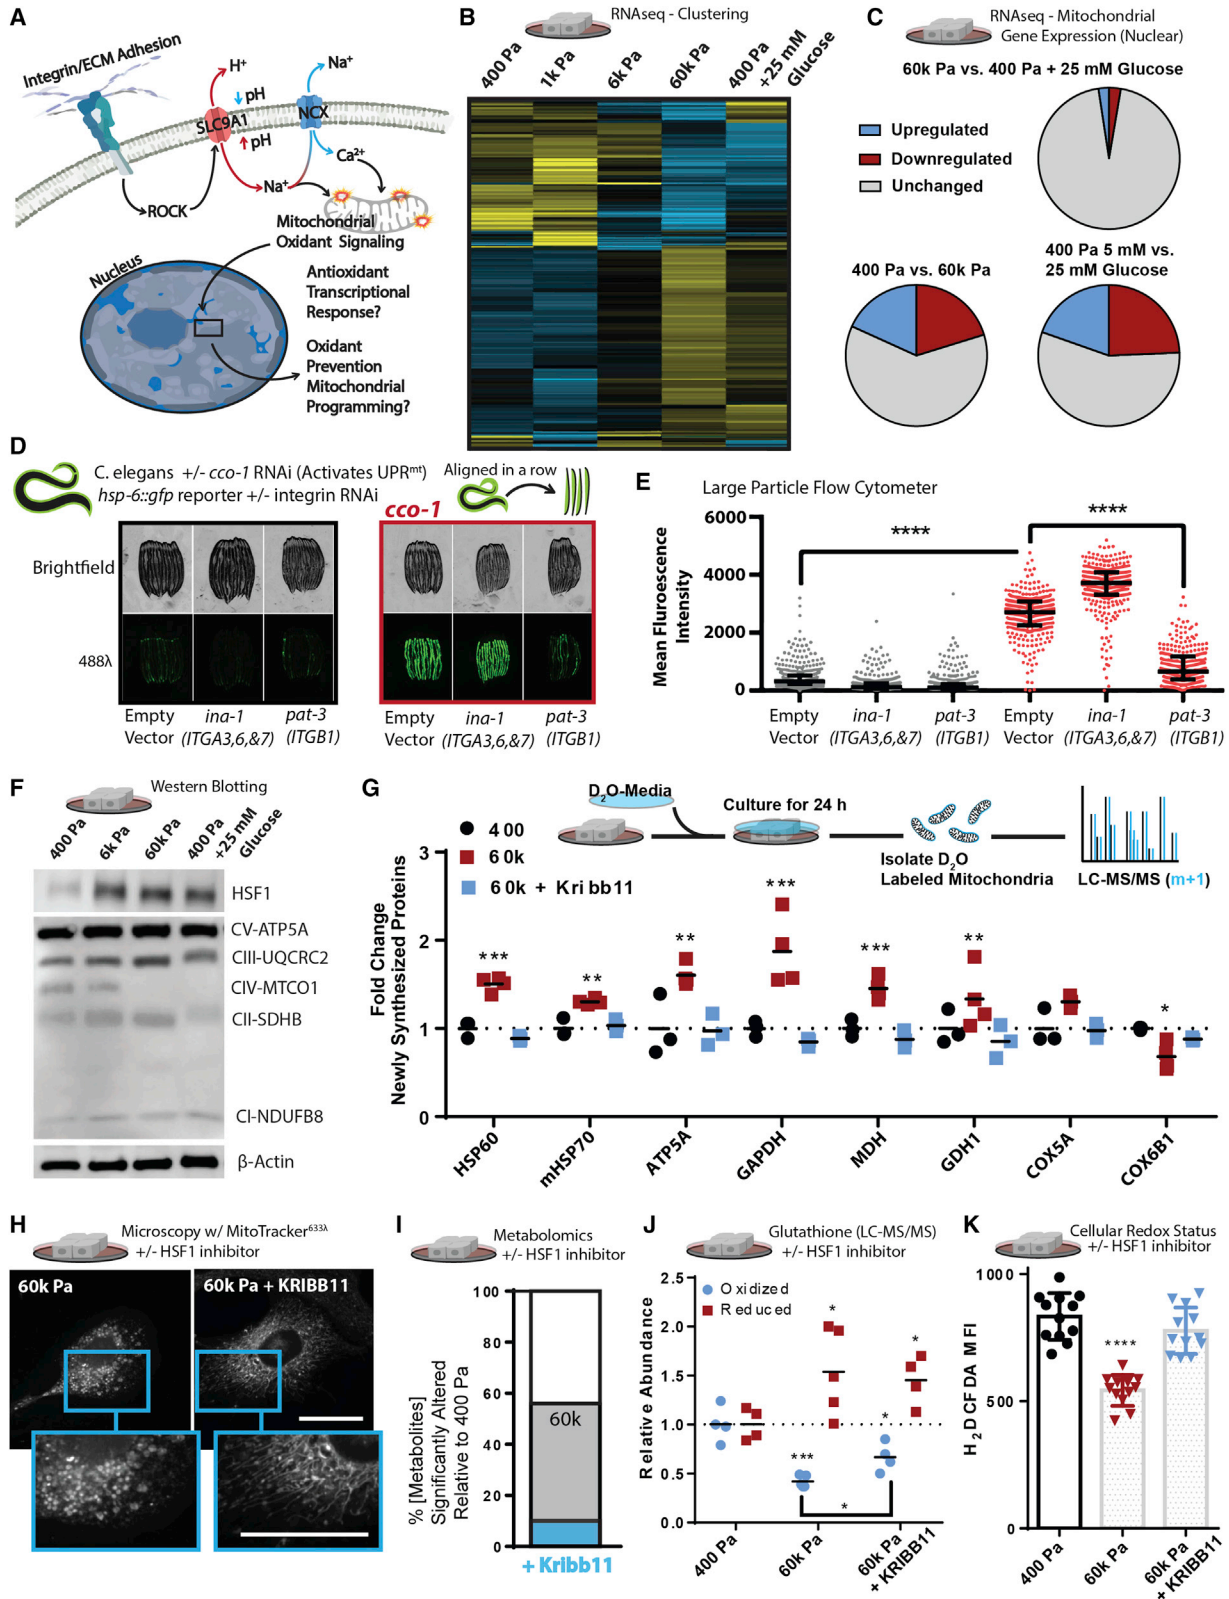 A
Integrin/ECM Adhesion
H⁺
Na⁺
pH
SLC9A1
NCX
pH
Ca²⁺
Na⁺
ROCK
Mitochondrial
Oxidant Signaling
Nucleus
Antioxidant
Transcriptional
Response?
Oxidant
Prevention
Mitochondrial
Programming?
B
RNAseq - Clustering
400 Pa
1k Pa
6k Pa
60k Pa
400 Pa
+25 mM
Glucose
C
RNAseq - Mitochondrial
Gene Expression (Nuclear)
60k Pa vs. 400 Pa + 25 mM Glucose
Upregulated
Downregulated
Unchanged
400 Pa vs. 60k Pa
400 Pa 5 mM vs.
25 mM Glucose
D
C. elegans +/- cco-1 RNAi (Activates UPRᵐᵗ)
hsp-6::gfp reporter +/- integrin RNAi
Aligned in a row
cco-1
Brightfield
488λ
Empty
Vector
ina-1
(ITGA3,6,&7)
pat-3
(ITGB1)
Empty
Vector
ina-1
(ITGA3,6,&7)
pat-3
(ITGB1)
E
Large Particle Flow Cytometer
Mean Fluroescence
Intensity
6000
4000
2000
0
****
****
Empty
Vector
ina-1
(ITGA3,6,&7)
pat-3
(ITGB1)
Empty
Vector
ina-1
(ITGA3,6,&7)
pat-3
(ITGB1)
F
Western Blotting
400 Pa
6k Pa
60k Pa
400 Pa
+25 mM
Glucose
HSF1
CV-ATP5A
CIII-UQCRC2
CIV-MTCO1
CII-SDHB
CI-NDUFB8
β-Actin
G
D₂O-Media
Culture for 24 h
Isolate D₂O
Labeled Mitochondria
LC-MS/MS (m+1)
400
60k
60k + Kribb11
Fold Change
Newly Synthesized Proteins
3
2
1
0
***
**
**
***
***
**
*
HSP60
mHSP70
ATP5A
GAPDH
MDH
GDH1
COX5A
COX6B1
H
Microscopy w/ MitoTracker⁶³³λ
+/- HSF1 inhibitor
60k Pa
60k Pa + KRIBB11
I
Metabolomics
+/- HSF1 inhibitor
% [Metabolites]
Significantly Altered
Relative to 400 Pa
100
80
60
40
20
0
60k
+ Kribb11
J
Glutathione (LC-MS/MS)
+/- HSF1 inhibitor
Oxidized
Reduced
Relative Abundance
2.5
2.0
1.5
1.0
0.5
0.0
***
*
*
*
*
400 Pa
60k Pa
60k Pa
+ KRIBB11
K
Cellular Redox Status
+/- HSF1 inhibitor
H₂DCFDA MFI
1000
500
0
****
400 Pa
60k Pa
60k Pa
+ KRIBB11